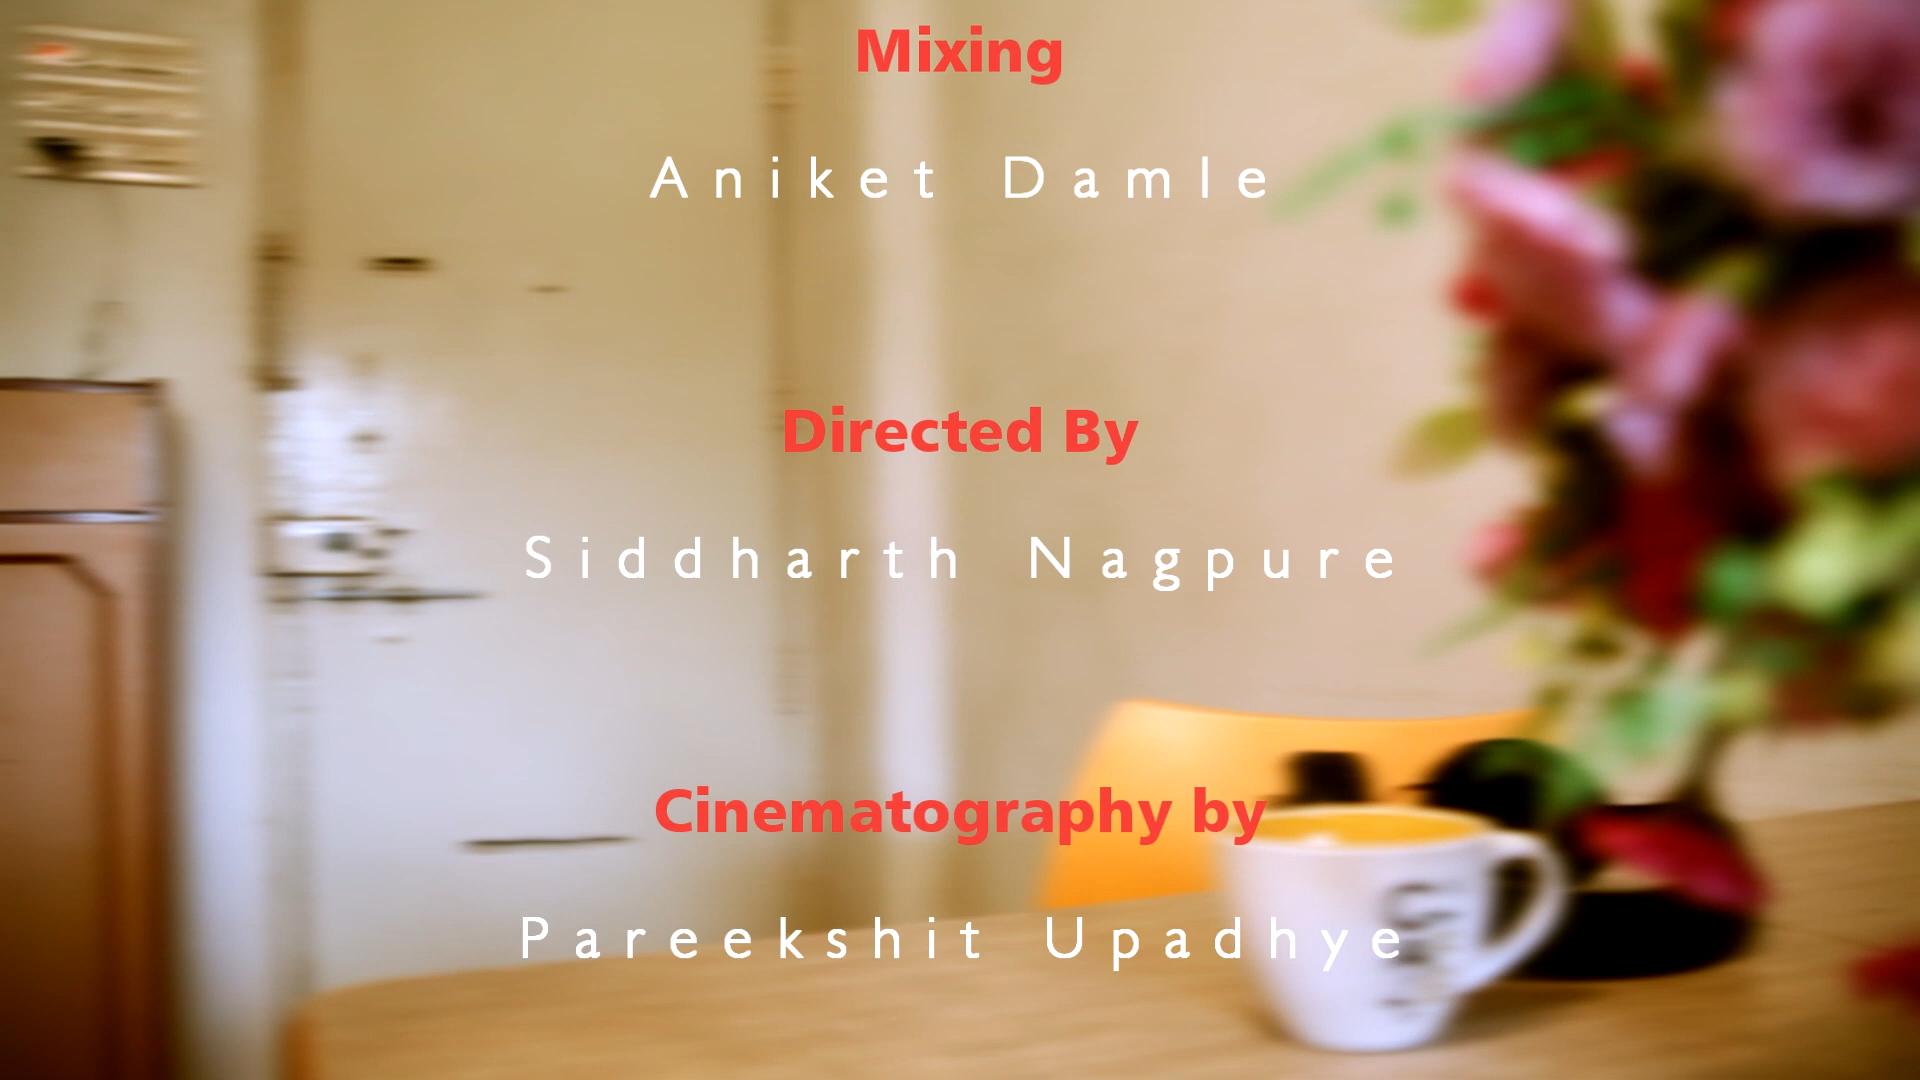 Mixing
Aniket Damle
Directed By
Siddharth Nagpure
Cinematography by
Pareekshit Upadhye